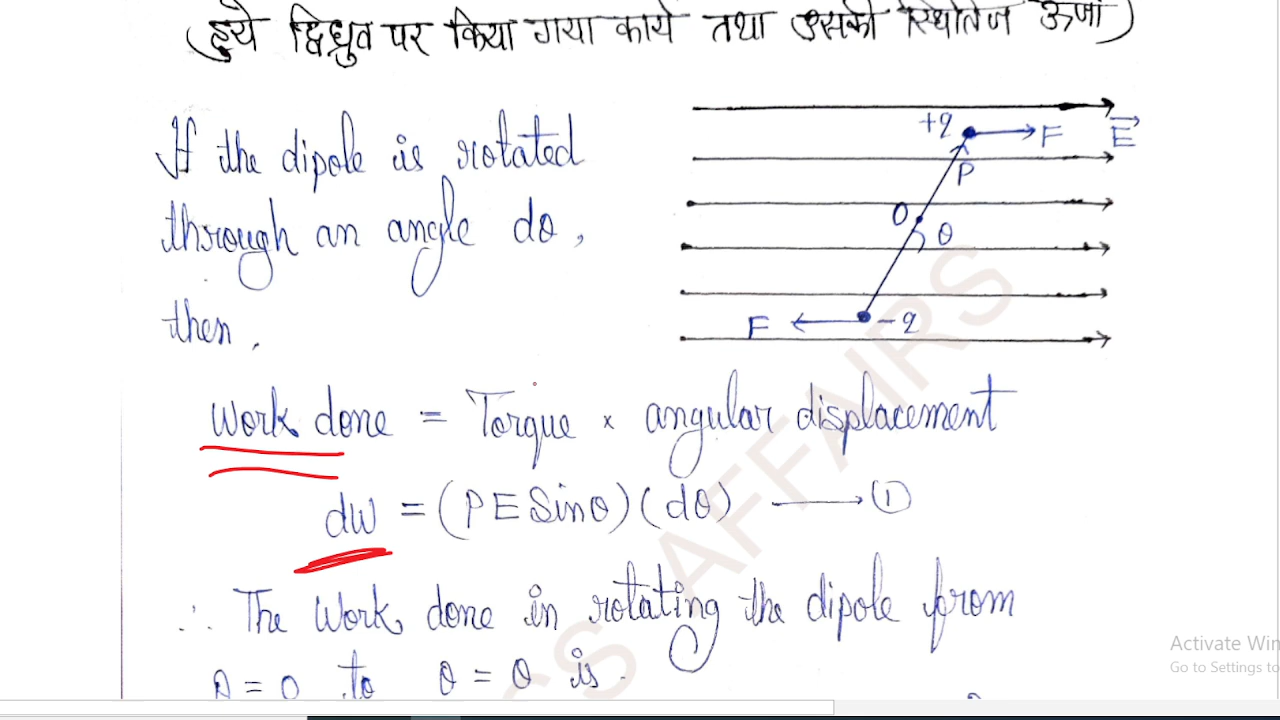 (हुये द्विध्रुव पर किया गया कार्य तथा उसकी स्थितिज ऊर्जा)
If the dipole is rotated
through an angle dθ,
then,
+q
F
E
P
O
θ
F
-q
Work done = Torque × angular displacement
dw = (PE Sinθ) (dθ) ——→ ①
∴ The Work done in rotating the dipole from
θ = 0 to θ = θ is.
AFFAIRS
Activate Win
Go to Settings to